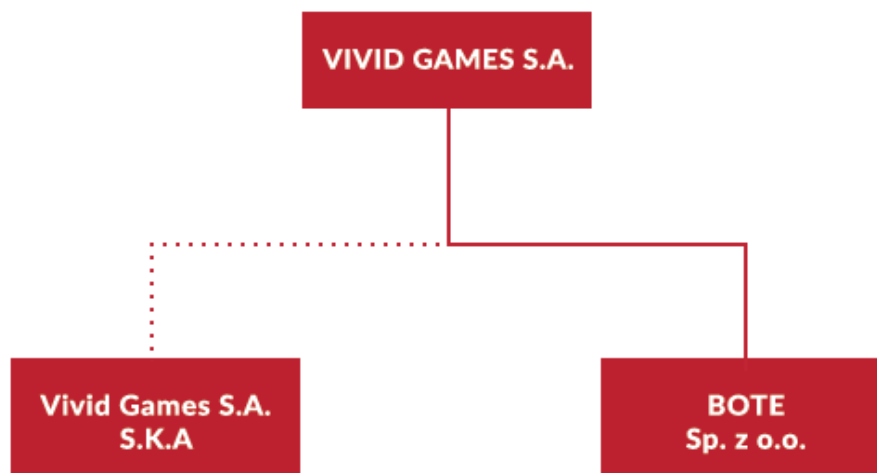 VIVID GAMES S.A.
Vivid Games S.A.
S.K.A
BOTE
Sp. z o.o.